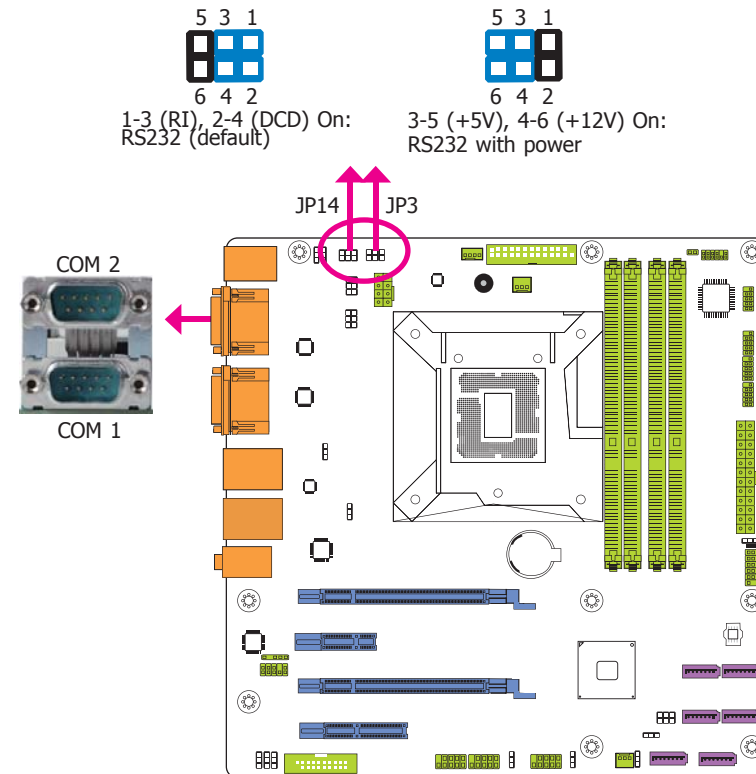 5 3 1
6 4 2
1-3 (RI), 2-4 (DCD) On:
RS232 (default)
5 3 1
6 4 2
3-5 (+5V), 4-6 (+12V) On:
RS232 with power
JP14
JP3
COM 2
COM 1